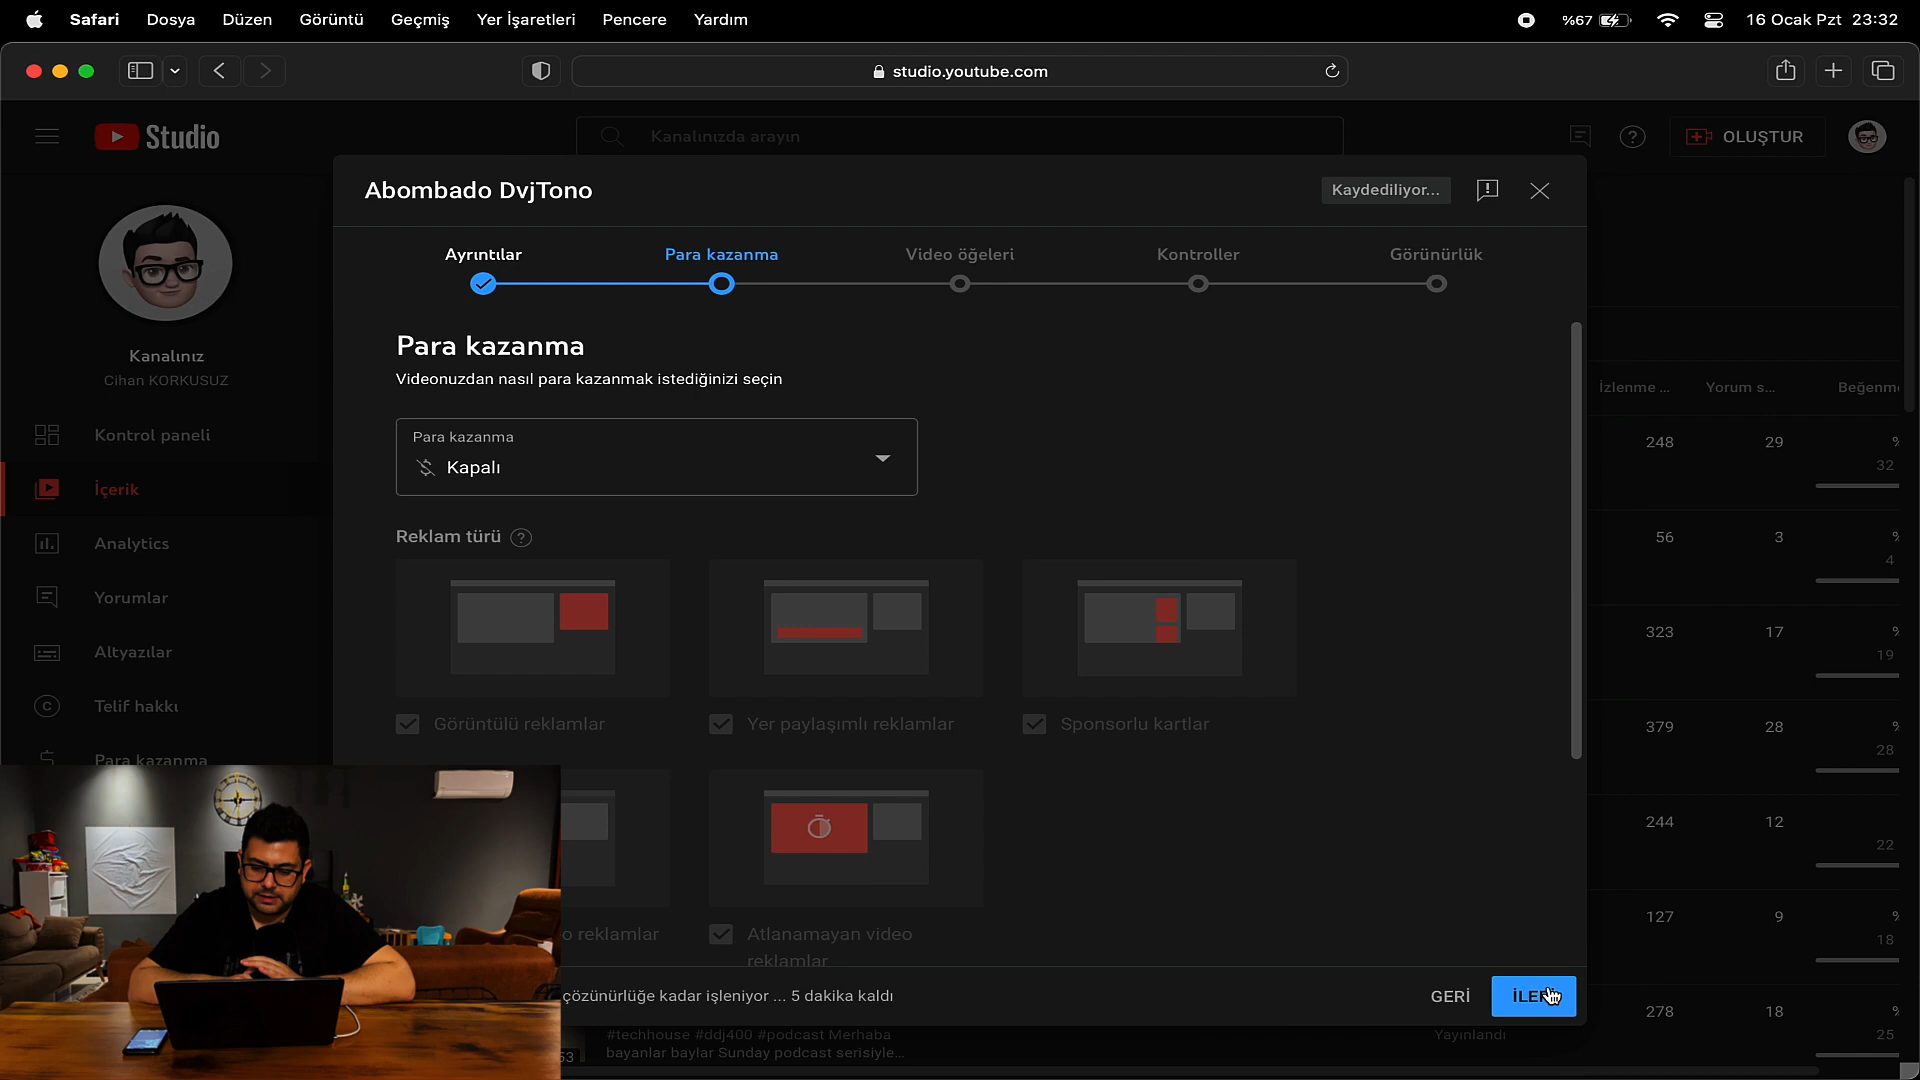 Safari Dosya Düzen Görüntü Geçmiş Yer İşaretleri Pencere Yardım %67 16 Ocak Pzt 23:32
studio.youtube.com
Studio Kanalınızda arayın OLUŞTUR
Abombado DvjTono Kaydediliyor...
Ayrıntılar Para kazanma Video öğeleri Kontroller Görünürlük
Para kazanma
Videonuzdan nasıl para kazanmak istediğinizi seçin
Para kazanma
Kapalı
Reklam türü
Görüntülü reklamlar Yer paylaşımlı reklamlar Sponsorlu kartlar
o reklamlar Atlanamayan video
reklamlar
çözünürlüğe kadar işleniyor ... 5 dakika kaldı GERİ
Kanalınız
Cihan KORKUSUZ
Kontrol paneli
İçerik
Analytics
Yorumlar
Altyazılar
Telif hakkı
Para kazanma
İzlenme ... Yorum s... Beğenm
248 29 %
32
56 3 %
4
323 17 %
19
379 28 %
28
244 12
22
127 9 %
18
278 18 %
25
53 #techhouse #ddj400 #podcast Merhaba Yayınlandı
bayanlar baylar Sunday podcast serisiyle...